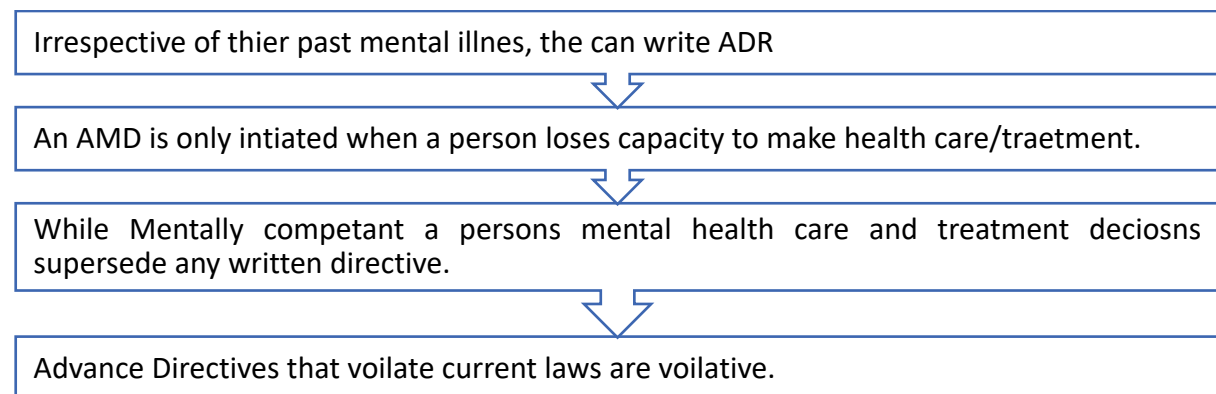 Irrespective of thier past mental illnes, the can write ADR
An AMD is only intiated when a person loses capacity to make health care/traetment.
While Mentally competant a persons mental health care and treatment deciosns
supersede any written directive.
Advance Directives that voilate current laws are voilative.